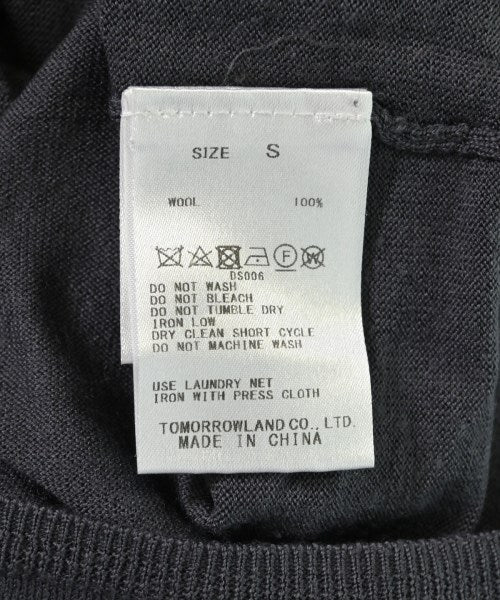 SIZE S
WOOL 100%
F W
DS006
DO NOT WASH
DO NOT BLEACH
DO NOT TUMBLE DRY
IRON LOW
DRY CLEAN SHORT CYCLE
DO NOT MACHINE WASH
USE LAUNDRY NET
IRON WITH PRESS CLOTH
TOMORROWLAND CO., LTD.
MADE IN CHINA